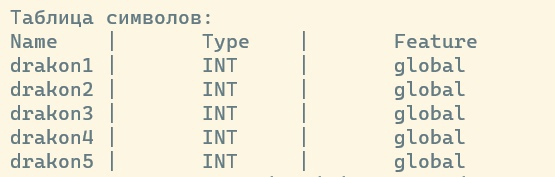 Таблица символов:
Name | Type | Feature
drakon1 | INT | global
drakon2 | INT | global
drakon3 | INT | global
drakon4 | INT | global
drakon5 | INT | global